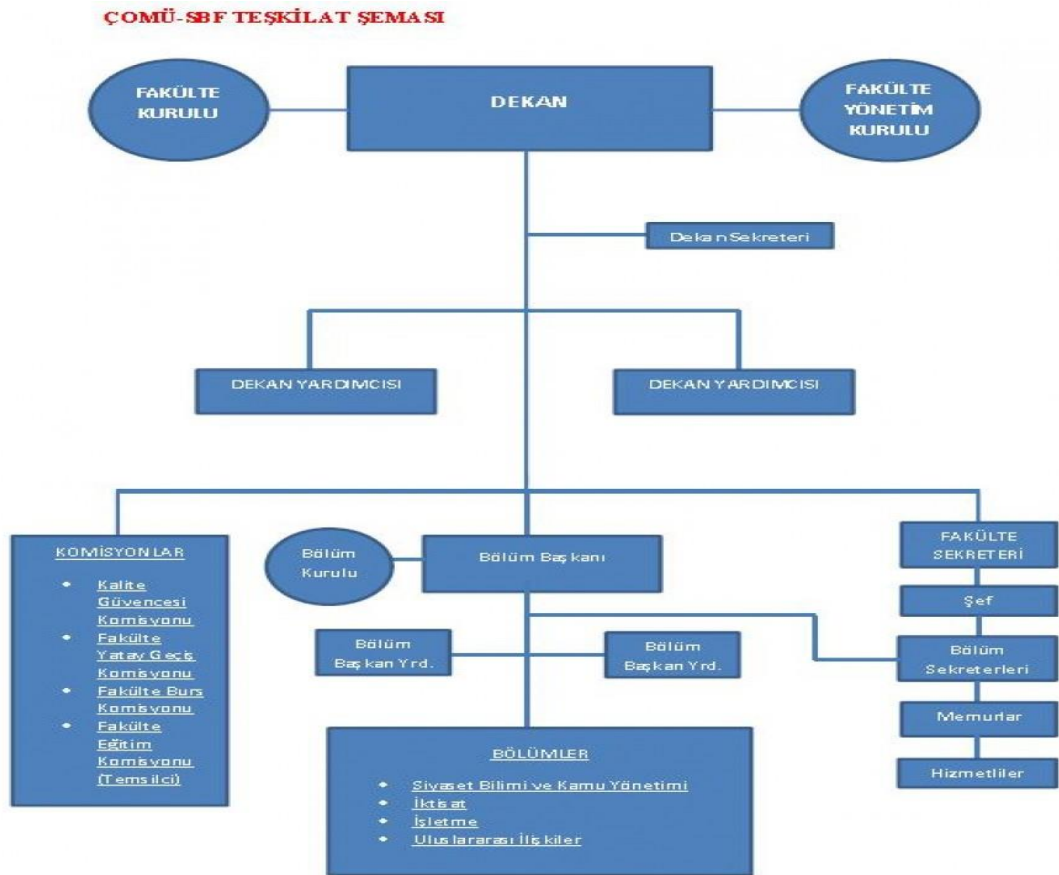 ÇOMÜ-SBF TEŞKİLAT ŞEMASI
FAKÜLTE
KURULU
DEKAN
FAKÜLTE
YÖNETİM
KURULU
Dekan Sekreteri
DEKAN YARDIMCISI
DEKAN YARDIMCISI
KOMİSYONLAR
• Kalite
Güvencesi
Komisyonu
• Fakülte
Yatay Geçiş
Komisyonu
• Fakülte Burs
Komisyonu
• Fakülte
Eğitim
Komisyonu
(Temsilci)
Bölüm
Kurulu
Bölüm Başkanı
Bölüm
Başkan Yrd.
Bölüm
Başkan Yrd.
BÖLÜMLER
• Siyaset Bilimi ve Kamu Yönetimi
• İktisat
• İşletme
• Uluslararası İlişkiler
FAKÜLTE
SEKRETERİ
Şef
Bölüm
Sekreterleri
Memurlar
Hizmetliler